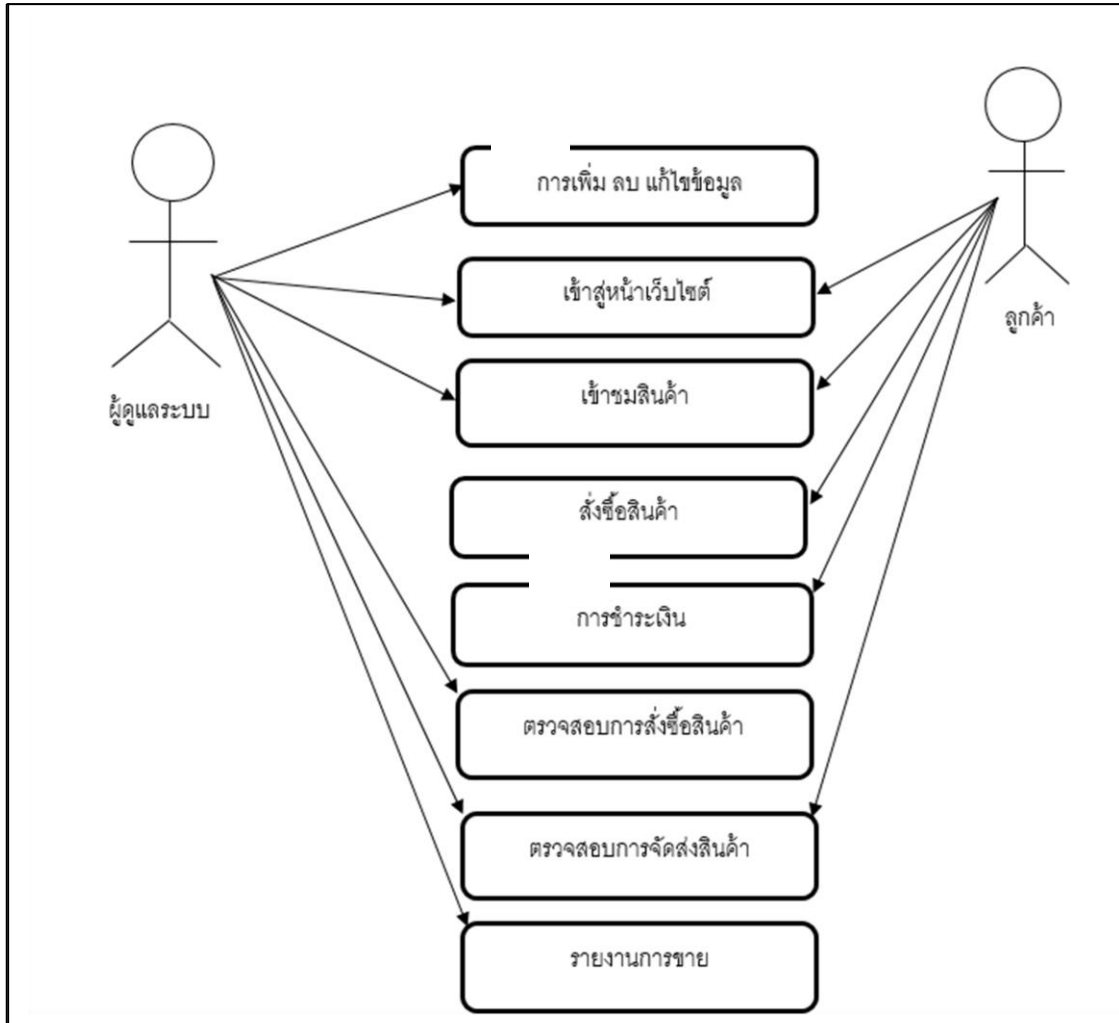 การเพิ่ม ลบ แก้ไขข้อมูล
เข้าสู่หน้าเว็บไซต์
ลูกค้า
เข้าชมสินค้า
ผู้ดูแลระบบ
สั่งซื้อสินค้า
การชำระเงิน
ตรวจสอบการสั่งซื้อสินค้า
ตรวจสอบการจัดส่งสินค้า
รายงานการขาย